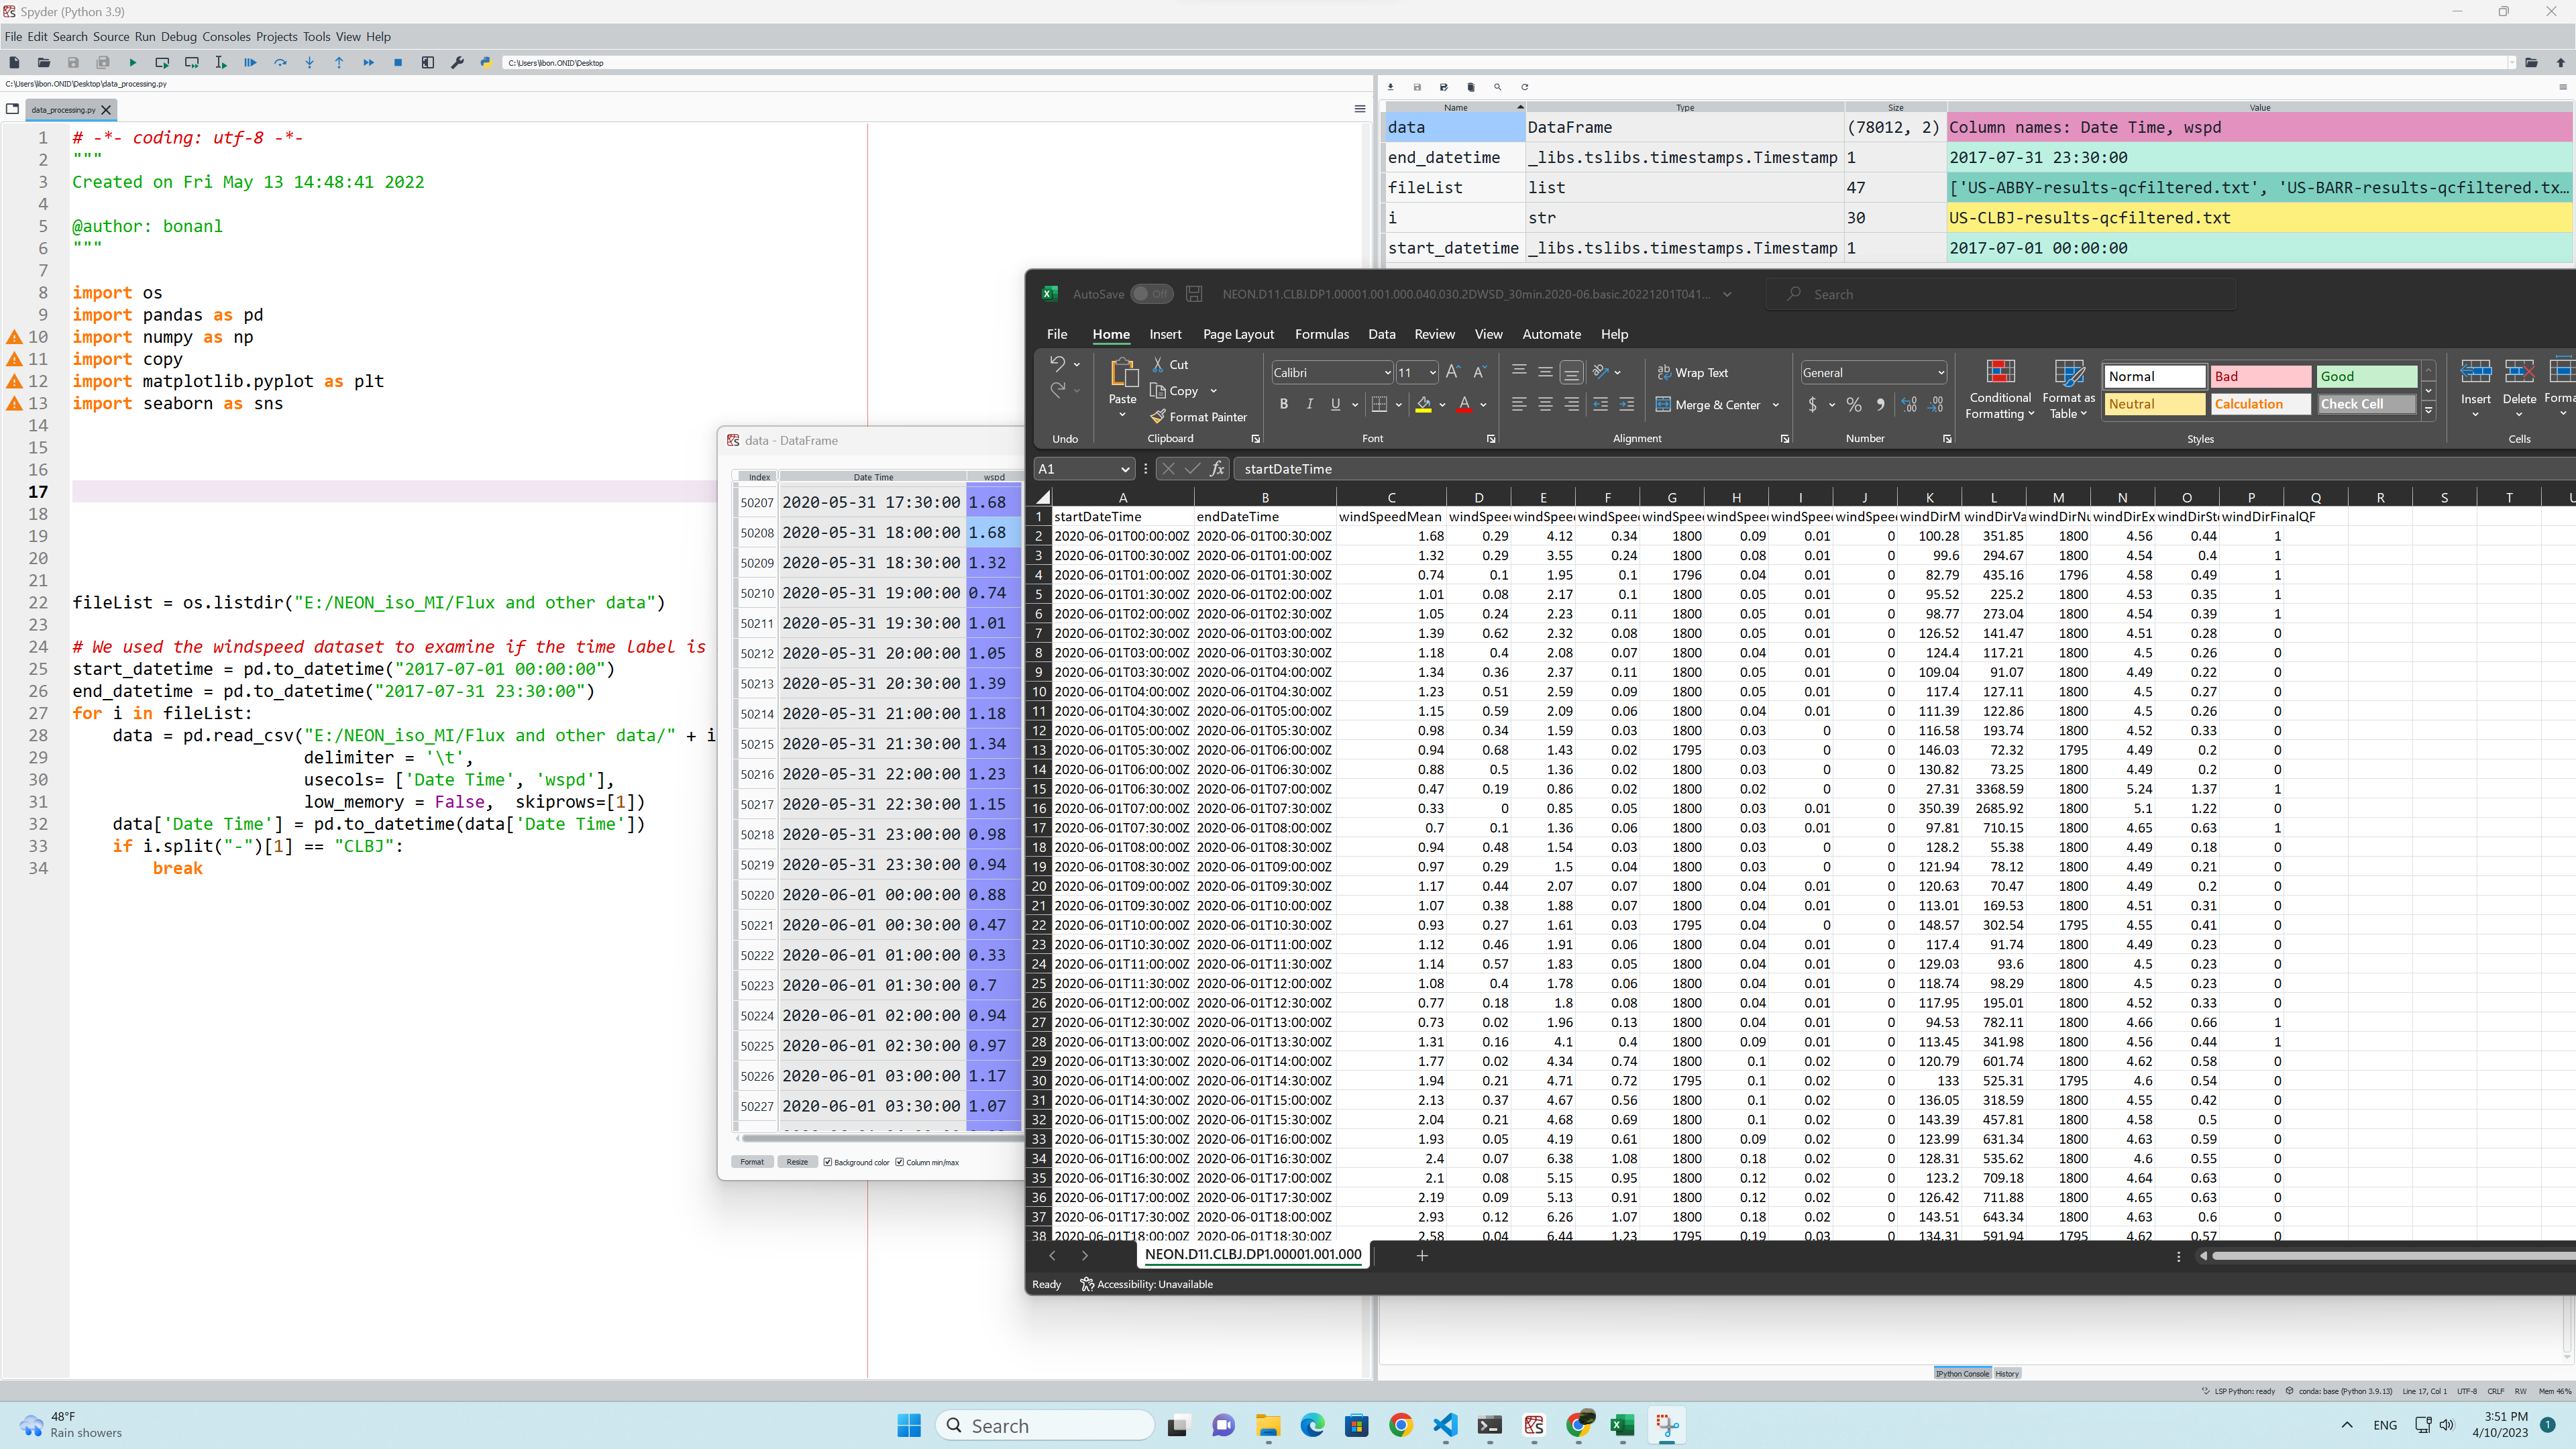 Spyder (Python 3.9)
File Edit Search Source Run Debug Consoles Projects Tools View Help
C:\Users\libon.ONID\Desktop
C:\Users\libon.ONID\Desktop\data_processing.py
data_processing.py
1 # -*- coding: utf-8 -*-
2 """
3 Created on Fri May 13 14:48:41 2022
4
5 @author: bonanl
6 """
7
8 import os
9 import pandas as pd
10 import numpy as np
11 import copy
12 import matplotlib.pyplot as plt
13 import seaborn as sns
14
15
16
17
18
19
20
21
22 fileList = os.listdir("E:/NEON_iso_MI/Flux and other data")
23
24 # We used the windspeed dataset to examine if the time label is
25 start_datetime = pd.to_datetime("2017-07-01 00:00:00")
26 end_datetime = pd.to_datetime("2017-07-31 23:30:00")
27 for i in fileList:
28 data = pd.read_csv("E:/NEON_iso_MI/Flux and other data/" + i
29 delimiter = '\t',
30 usecols= ['Date Time', 'wspd'],
31 low_memory = False, skiprows=[1])
32 data['Date Time'] = pd.to_datetime(data['Date Time'])
33 if i.split("-")[1] == "CLBJ":
34 break
Name Type Size Value
data DataFrame (78012, 2) Column names: Date Time, wspd
end_datetime _libs.tslibs.timestamps.Timestamp 1 2017-07-31 23:30:00
fileList list 47 ['US-ABBY-results-qcfiltered.txt', 'US-BARR-results-qcfiltered.tx…
i str 30 US-CLBJ-results-qcfiltered.txt
start_datetime _libs.tslibs.timestamps.Timestamp 1 2017-07-01 00:00:00
data - DataFrame
Index Date Time wspd
50207 2020-05-31 17:30:00 1.68
50208 2020-05-31 18:00:00 1.68
50209 2020-05-31 18:30:00 1.32
50210 2020-05-31 19:00:00 0.74
50211 2020-05-31 19:30:00 1.01
50212 2020-05-31 20:00:00 1.05
50213 2020-05-31 20:30:00 1.39
50214 2020-05-31 21:00:00 1.18
50215 2020-05-31 21:30:00 1.34
50216 2020-05-31 22:00:00 1.23
50217 2020-05-31 22:30:00 1.15
50218 2020-05-31 23:00:00 0.98
50219 2020-05-31 23:30:00 0.94
50220 2020-06-01 00:00:00 0.88
50221 2020-06-01 00:30:00 0.47
50222 2020-06-01 01:00:00 0.33
50223 2020-06-01 01:30:00 0.7
50224 2020-06-01 02:00:00 0.94
50225 2020-06-01 02:30:00 0.97
50226 2020-06-01 03:00:00 1.17
50227 2020-06-01 03:30:00 1.07
Format Resize Background color Column min/max
AutoSave Off NEON.D11.CLBJ.DP1.00001.001.000.040.030.2DWSD_30min.2020-06.basic.20221201T041... Search
File Home Insert Page Layout Formulas Data Review View Automate Help
Cut
Copy
Format Painter
Paste
Calibri 11
B I U
Wrap Text
Merge & Center
General
$ %
Conditional Formatting
Format as Table
Normal Bad Good
Neutral Calculation Check Cell
Insert Delete Forma
Undo Clipboard Font Alignment Number Styles Cells
A1 fx startDateTime
A B C D E F G H I J K L M N O P Q R S T U
1 startDateTime endDateTime windSpeedMean windSpeed windSpeed windSpeed windSpeed windSpeed windSpeed windSpeed windDirM windDirVa windDirNu windDirEx windDirSte windDirFinalQF
2 2020-06-01T00:00:00Z 2020-06-01T00:30:00Z 1.68 0.29 4.12 0.34 1800 0.09 0.01 0 100.28 351.85 1800 4.56 0.44 1
3 2020-06-01T00:30:00Z 2020-06-01T01:00:00Z 1.32 0.29 3.55 0.24 1800 0.08 0.01 0 99.6 294.67 1800 4.54 0.4 1
4 2020-06-01T01:00:00Z 2020-06-01T01:30:00Z 0.74 0.1 1.95 0.1 1796 0.04 0.01 0 82.79 435.16 1796 4.58 0.49 1
5 2020-06-01T01:30:00Z 2020-06-01T02:00:00Z 1.01 0.08 2.17 0.1 1800 0.05 0.01 0 95.52 225.2 1800 4.53 0.35 1
6 2020-06-01T02:00:00Z 2020-06-01T02:30:00Z 1.05 0.24 2.23 0.11 1800 0.05 0.01 0 98.77 273.04 1800 4.54 0.39 1
7 2020-06-01T02:30:00Z 2020-06-01T03:00:00Z 1.39 0.62 2.32 0.08 1800 0.05 0.01 0 126.52 141.47 1800 4.51 0.28 0
8 2020-06-01T03:00:00Z 2020-06-01T03:30:00Z 1.18 0.4 2.08 0.07 1800 0.04 0.01 0 124.4 117.21 1800 4.5 0.26 0
9 2020-06-01T03:30:00Z 2020-06-01T04:00:00Z 1.34 0.36 2.37 0.11 1800 0.05 0.01 0 109.04 91.07 1800 4.49 0.22 0
10 2020-06-01T04:00:00Z 2020-06-01T04:30:00Z 1.23 0.51 2.59 0.09 1800 0.05 0.01 0 117.4 127.11 1800 4.5 0.27 0
11 2020-06-01T04:30:00Z 2020-06-01T05:00:00Z 1.15 0.59 2.09 0.06 1800 0.04 0.01 0 111.39 122.86 1800 4.5 0.26 0
12 2020-06-01T05:00:00Z 2020-06-01T05:30:00Z 0.98 0.34 1.59 0.03 1800 0.03 0 0 116.58 193.74 1800 4.52 0.33 0
13 2020-06-01T05:30:00Z 2020-06-01T06:00:00Z 0.94 0.68 1.43 0.02 1795 0.03 0 0 146.03 72.32 1795 4.49 0.2 0
14 2020-06-01T06:00:00Z 2020-06-01T06:30:00Z 0.88 0.5 1.36 0.02 1800 0.03 0 0 130.82 73.25 1800 4.49 0.2 0
15 2020-06-01T06:30:00Z 2020-06-01T07:00:00Z 0.47 0.19 0.86 0.02 1800 0.02 0 0 27.31 3368.59 1800 5.24 1.37 1
16 2020-06-01T07:00:00Z 2020-06-01T07:30:00Z 0.33 0 0.85 0.05 1800 0.03 0.01 0 350.39 2685.92 1800 5.1 1.22 0
17 2020-06-01T07:30:00Z 2020-06-01T08:00:00Z 0.7 0.1 1.36 0.06 1800 0.03 0.01 0 97.81 710.15 1800 4.65 0.63 1
18 2020-06-01T08:00:00Z 2020-06-01T08:30:00Z 0.94 0.48 1.54 0.03 1800 0.03 0 0 128.2 55.38 1800 4.49 0.18 0
19 2020-06-01T08:30:00Z 2020-06-01T09:00:00Z 0.97 0.29 1.5 0.04 1800 0.03 0 0 121.94 78.12 1800 4.49 0.21 0
20 2020-06-01T09:00:00Z 2020-06-01T09:30:00Z 1.17 0.44 2.07 0.07 1800 0.04 0.01 0 120.63 70.47 1800 4.49 0.2 0
21 2020-06-01T09:30:00Z 2020-06-01T10:00:00Z 1.07 0.38 1.88 0.07 1800 0.04 0.01 0 113.01 169.53 1800 4.51 0.31 0
22 2020-06-01T10:00:00Z 2020-06-01T10:30:00Z 0.93 0.27 1.61 0.03 1795 0.04 0 0 148.57 302.54 1795 4.55 0.41 0
23 2020-06-01T10:30:00Z 2020-06-01T11:00:00Z 1.12 0.46 1.91 0.06 1800 0.04 0.01 0 117.4 91.74 1800 4.49 0.23 0
24 2020-06-01T11:00:00Z 2020-06-01T11:30:00Z 1.14 0.57 1.83 0.05 1800 0.04 0.01 0 129.03 93.6 1800 4.5 0.23 0
25 2020-06-01T11:30:00Z 2020-06-01T12:00:00Z 1.08 0.4 1.78 0.06 1800 0.04 0.01 0 118.74 98.29 1800 4.5 0.23 0
26 2020-06-01T12:00:00Z 2020-06-01T12:30:00Z 0.77 0.18 1.8 0.08 1800 0.04 0.01 0 117.95 195.01 1800 4.52 0.33 0
27 2020-06-01T12:30:00Z 2020-06-01T13:00:00Z 0.73 0.02 1.96 0.13 1800 0.04 0.01 0 94.53 782.11 1800 4.66 0.66 1
28 2020-06-01T13:00:00Z 2020-06-01T13:30:00Z 1.31 0.16 4.1 0.4 1800 0.09 0.01 0 113.45 341.98 1800 4.56 0.44 1
29 2020-06-01T13:30:00Z 2020-06-01T14:00:00Z 1.77 0.02 4.34 0.74 1800 0.1 0.02 0 120.79 601.74 1800 4.62 0.58 0
30 2020-06-01T14:00:00Z 2020-06-01T14:30:00Z 1.94 0.21 4.71 0.72 1795 0.1 0.02 0 133 525.31 1795 4.6 0.54 0
31 2020-06-01T14:30:00Z 2020-06-01T15:00:00Z 2.13 0.37 4.67 0.56 1800 0.1 0.02 0 136.05 318.59 1800 4.55 0.42 0
32 2020-06-01T15:00:00Z 2020-06-01T15:30:00Z 2.04 0.21 4.68 0.69 1800 0.1 0.02 0 143.39 457.81 1800 4.58 0.5 0
33 2020-06-01T15:30:00Z 2020-06-01T16:00:00Z 1.93 0.05 4.19 0.61 1800 0.09 0.02 0 123.99 631.34 1800 4.63 0.59 0
34 2020-06-01T16:00:00Z 2020-06-01T16:30:00Z 2.4 0.07 6.38 1.08 1800 0.18 0.02 0 128.31 535.62 1800 4.6 0.55 0
35 2020-06-01T16:30:00Z 2020-06-01T17:00:00Z 2.1 0.08 5.15 0.95 1800 0.12 0.02 0 123.2 709.18 1800 4.64 0.63 0
36 2020-06-01T17:00:00Z 2020-06-01T17:30:00Z 2.19 0.09 5.13 0.91 1800 0.12 0.02 0 126.42 711.88 1800 4.65 0.63 0
37 2020-06-01T17:30:00Z 2020-06-01T18:00:00Z 2.93 0.12 6.26 1.07 1800 0.18 0.02 0 143.51 643.34 1800 4.63 0.6 0
38 2020-06-01T18:00:00Z 2020-06-01T18:30:00Z 2.58 0.04 6.44 1.23 1795 0.19 0.03 0 134.31 591.94 1795 4.62 0.57 0
NEON.D11.CLBJ.DP1.00001.001.000
Ready Accessibility: Unavailable
IPython Console History
LSP Python: ready conda: base (Python 3.9.13) Line 17, Col 1 UTF-8 CRLF RW Mem 46%
48°F
Rain showers
Search
ENG
3:51 PM
4/10/2023
1